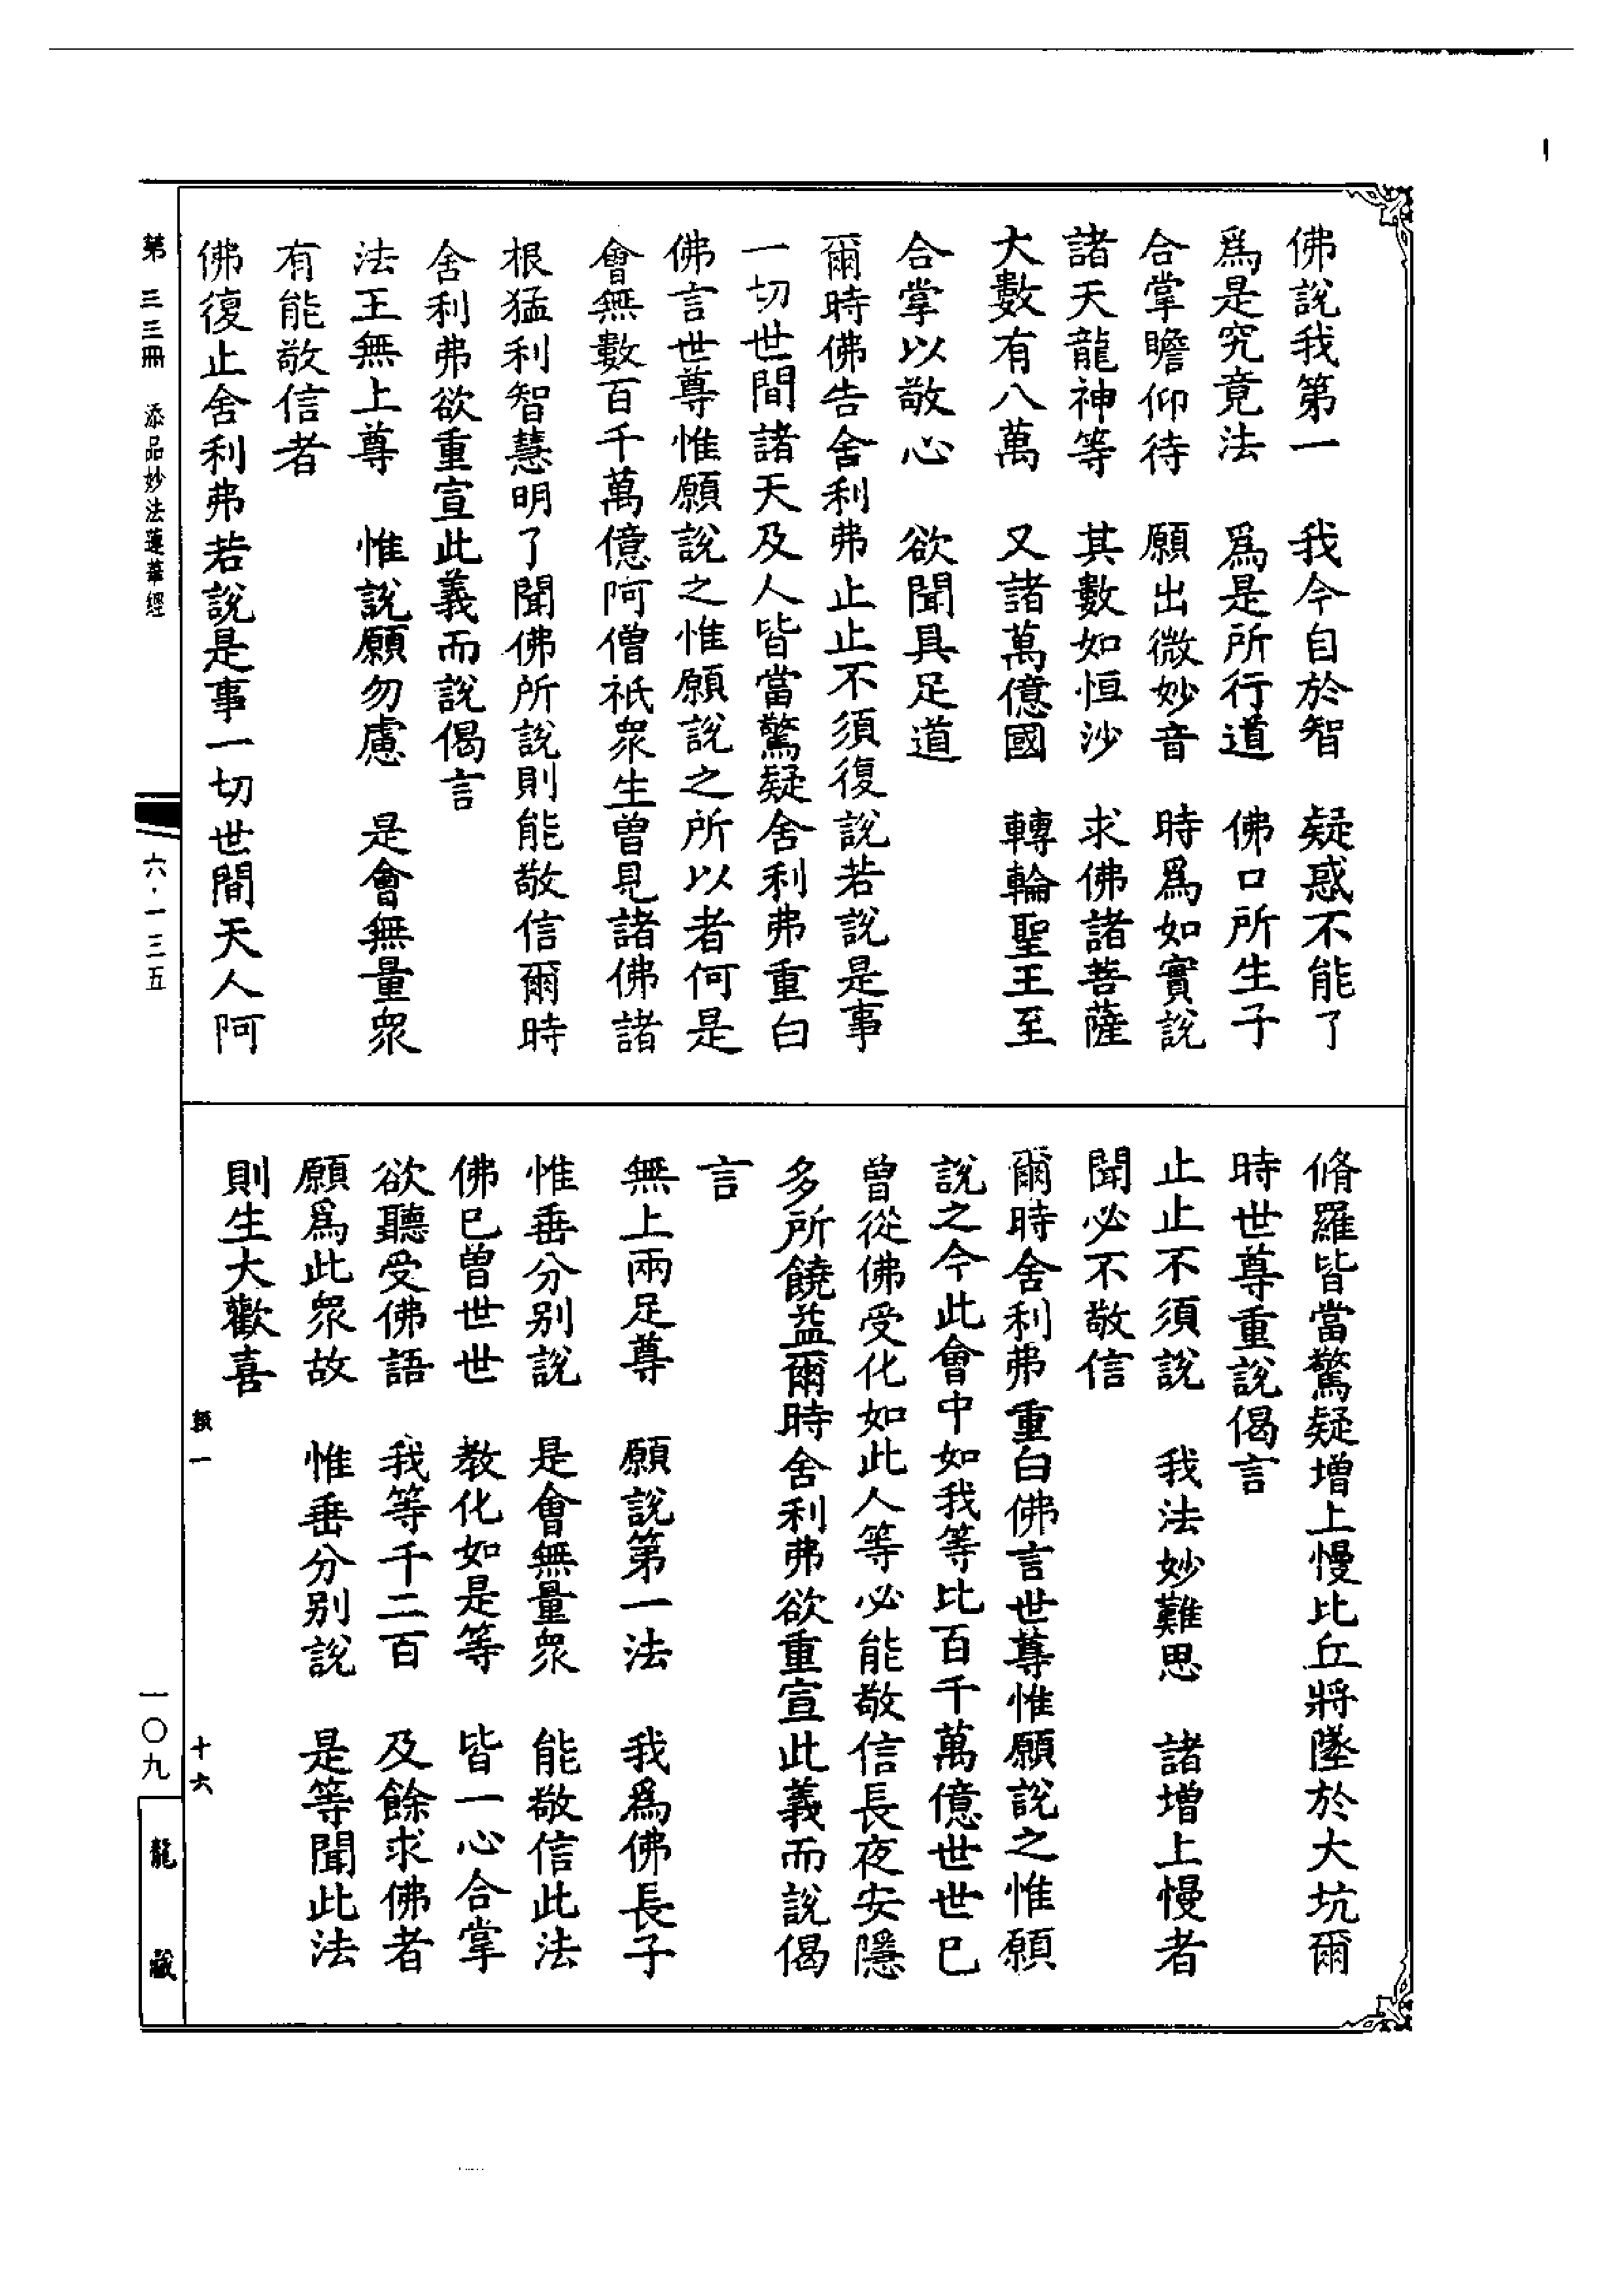 佛說我第一　我今自於智　疑惑不能了
爲是究竟法　爲是所行道　佛口所生子
合掌瞻仰待　願出微妙音　時爲如實說
諸天龍神等　其數如恒沙　求佛諸菩薩
大數有八萬　又諸萬億國　轉輪聖王至
合掌以敬心　欲聞具足道
爾時佛告舍利弗止止不須復說若說是事
一切世間諸天及人皆當驚疑舍利弗重白
佛言世尊惟願說之惟願說之所以者何是
會無數百千萬億阿僧祇衆生曾見諸佛諸
根猛利智慧明了聞佛所說則能敬信爾時
舍利弗欲重宣此義而說偈言
法王無上尊　惟說願勿慮　是會無量衆
有能敬信者
佛復止舍利弗若說是事一切世間天人阿
脩羅皆當驚疑增上慢比丘將墜於大坑爾
時世尊重說偈言
止止不須說　我法妙難思　諸增上慢者
聞必不敬信
爾時舍利弗重白佛言世尊惟願說之惟願
說之今此會中如我等比百千萬億世世已
曾從佛受化如此人等必能敬信長夜安隱
多所饒益爾時舍利弗欲重宣此義而說偈
言
無上兩足尊　願說第一法　我爲佛長子
惟垂分别說　是會無量衆　能敬信此法
佛已曾世世　教化如是等　皆一心合掌
欲聽受佛語　我等千二百　及餘求佛者
願爲此衆故　惟垂分别說　是等聞此法
則生大歡喜
一　十六
第三三冊　添品妙法蓮華經　六·一三五　一〇九
龍藏